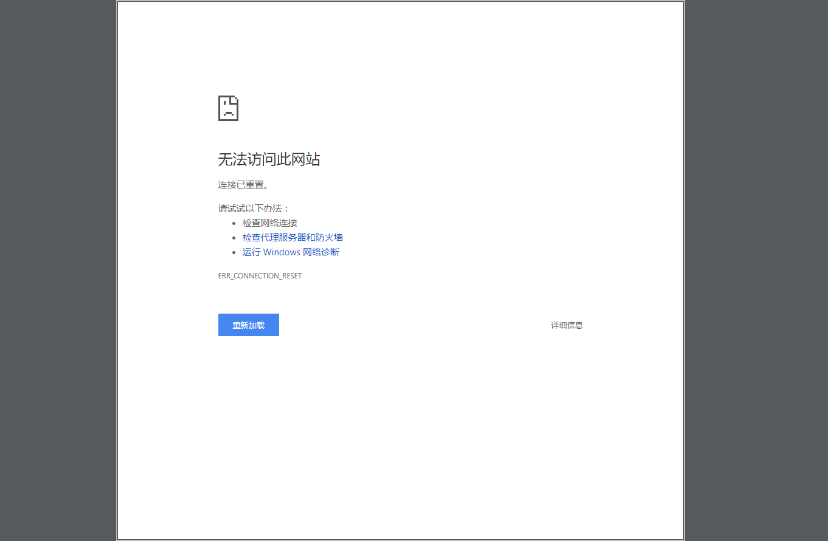 无法访问此网站
连接已重置。
请试试以下办法：
检查网络连接
检查代理服务器和防火墙
运行 Windows 网络诊断
ERR_CONNECTION_RESET
重新加载
详细信息